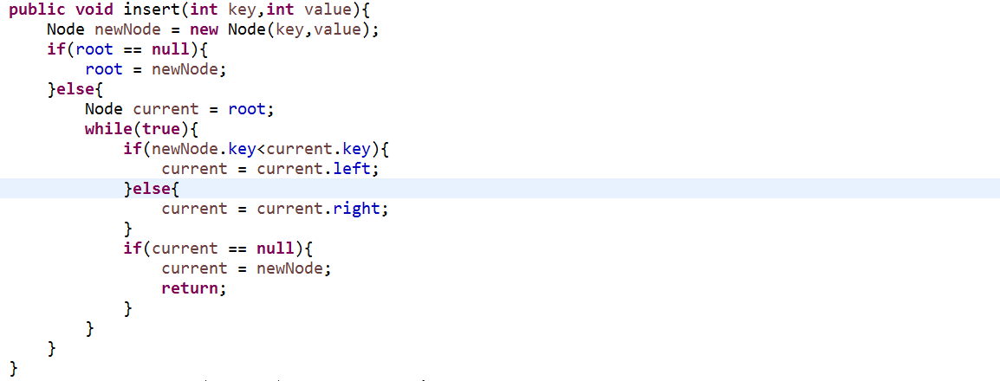 public void insert(int key,int value){
    Node newNode = new Node(key,value);
    if(root == null){
        root = newNode;
    }else{
        Node current = root;
        while(true){
            if(newNode.key<current.key){
                current = current.left;
            }else{
                current = current.right;
            }
            if(current == null){
                current = newNode;
                return;
            }
        }
    }
}